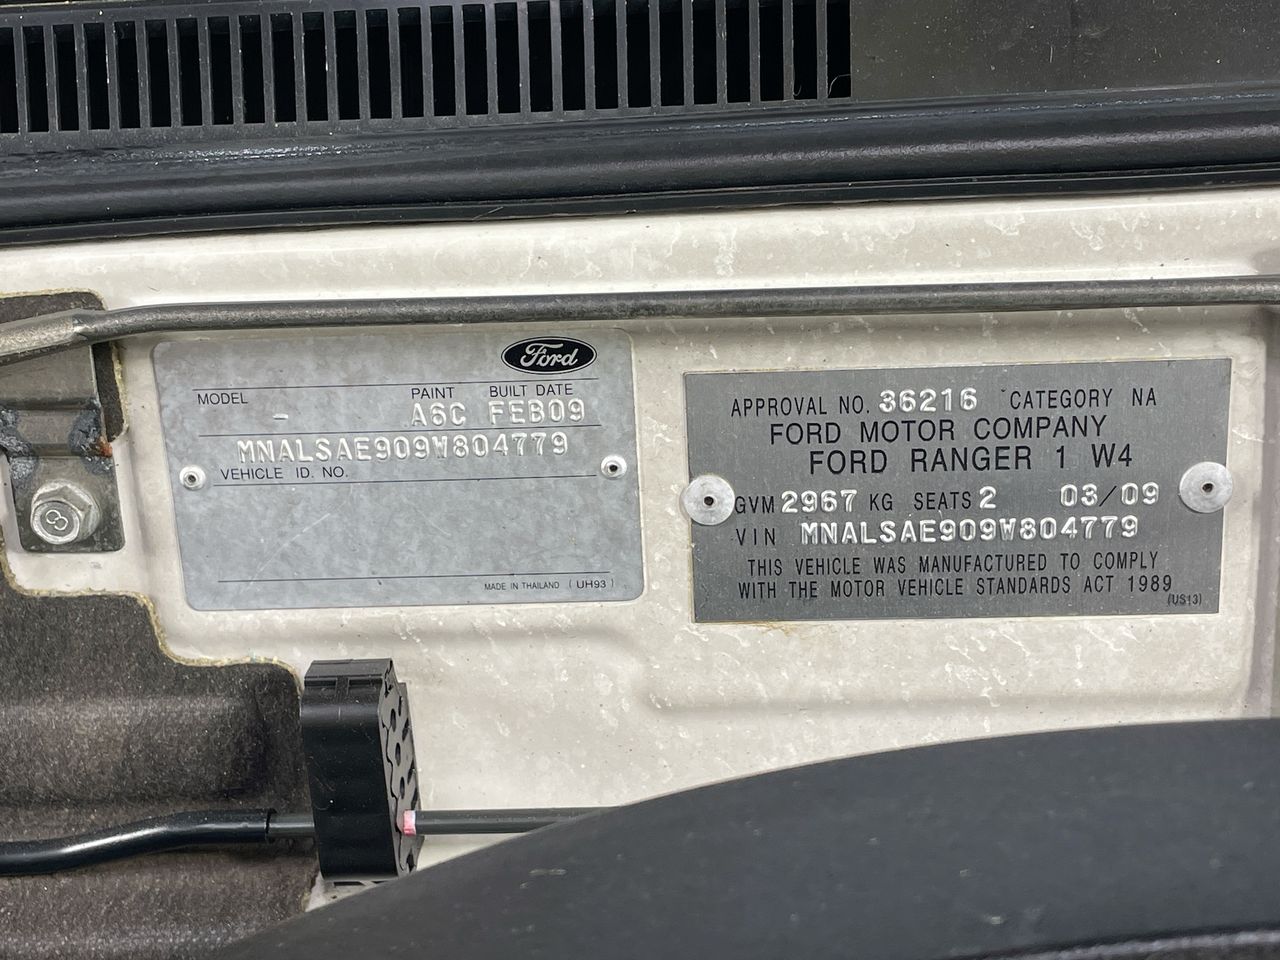 Ford
MODEL PAINT BUILT DATE
- A6C FEB09
MNALSAE909W804779
VEHICLE ID. NO.
MADE IN THAILAND (UH93)
APPROVAL NO. 36216 CATEGORY NA
FORD MOTOR COMPANY
FORD RANGER 1 W4
GVM 2967 KG SEATS 2 03/09
VIN MNALSAE909W804779
THIS VEHICLE WAS MANUFACTURED TO COMPLY
WITH THE MOTOR VEHICLE STANDARDS ACT 1989
(US13)
8